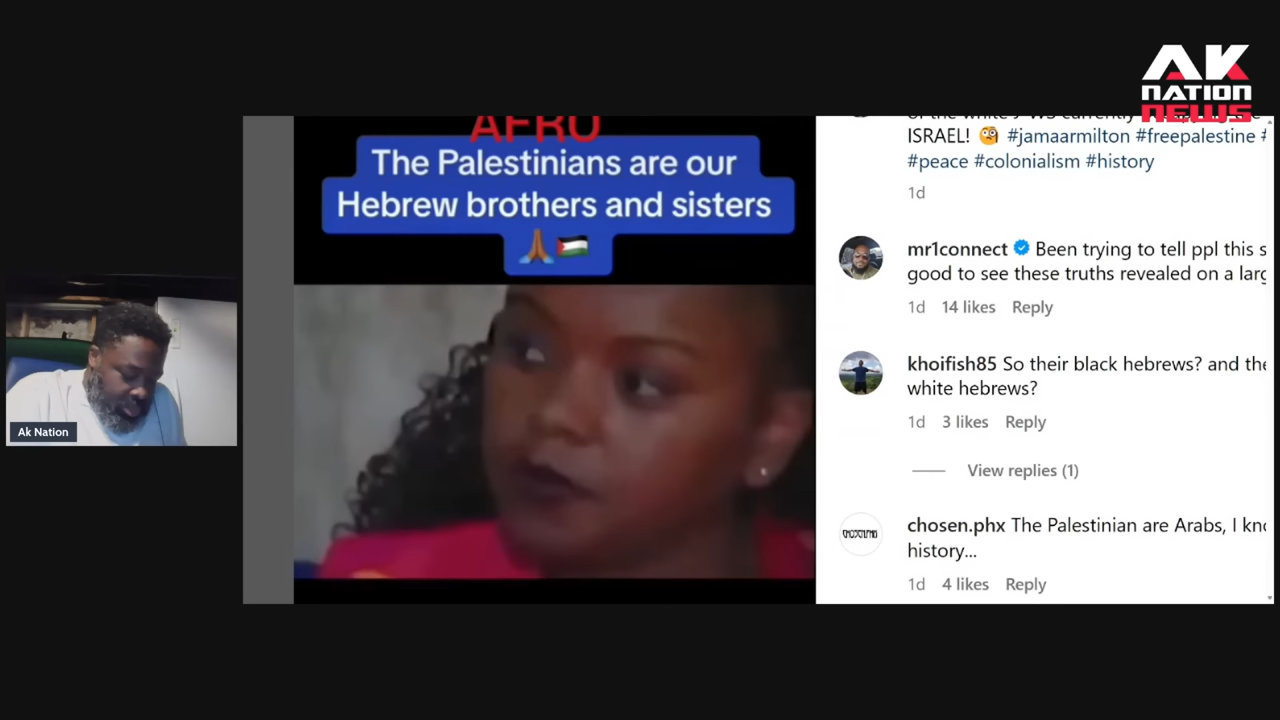 AK
NATION
NEWS
AFRO
The Palestinians are our
Hebrew brothers and sisters
🙏🏾🇵🇸
Ak Nation
ISRAEL! 🧐 #jamaarmilton #freepalestine #
#peace #colonialism #history
1d
mr1connect Been trying to tell ppl this s
good to see these truths revealed on a larg
1d 14 likes Reply
khoifish85 So their black hebrews? and the
white hebrews?
1d 3 likes Reply
View replies (1)
chosen.phx The Palestinian are Arabs, I kno
history...
1d 4 likes Reply